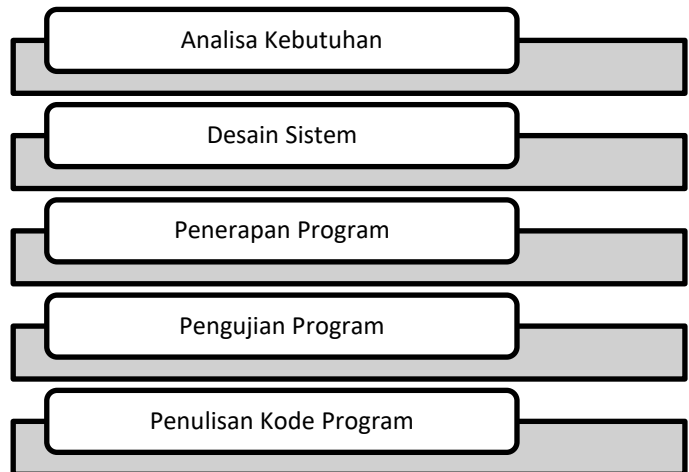 Analisa Kebutuhan
Desain Sistem
Penerapan Program
Pengujian Program
Penulisan Kode Program